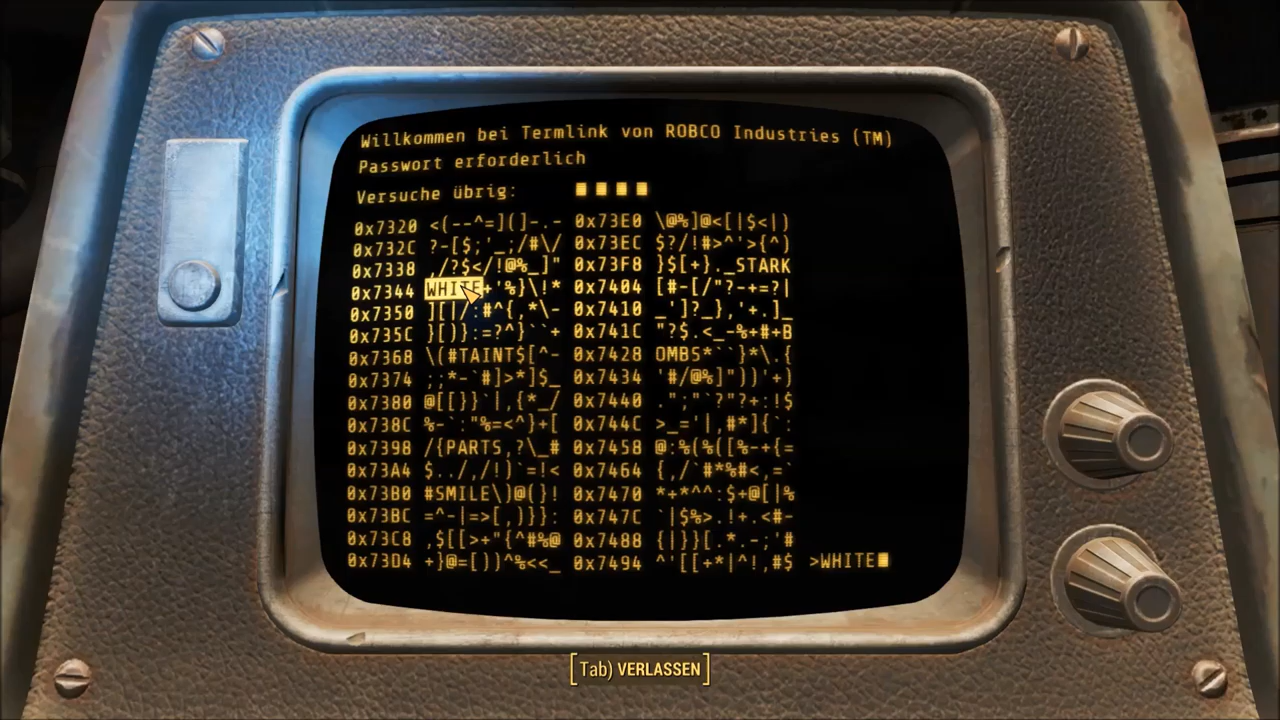 Willkommen bei Termlink von ROBCO Industries (TM)
Passwort erforderlich
Versuche übrig: ■ ■ ■ ■
0x7320 <(--^=](]-.- 0x73E0 \@%]@<[|$<|)
0x732C ?-[$;'_;/#\/ 0x73EC $?/!#>^'>{^)
0x7338 ,/?$</!@%_]" 0x73F8 }$[+}._STARK
0x7344 WHITE+'%}\!* 0x7404 [#-[/"?-+=?|
0x7350 ][|/:#^{,*\- 0x7410 _']?_},'+.]_
0x735C }[)}:=?^}``+ 0x741C "?$.<_-%+#+B
0x7368 \(#TAINT$[^- 0x7428 OMBS*``}*\.{
0x7374 ;;*-`#]>*]$_ 0x7434 '#/@%]"))'+)
0x7380 @[[}}`|,{*_/ 0x7440 .";"`?"?+:!$
0x738C %-`:"%=<^}+[ 0x744C >_='|,#*]{`:
0x7398 /{PARTS,?\_# 0x7458 @:%(%([%-+{=
0x73A4 $../,/!)`=!< 0x7464 {,/`#*%#<,=`
0x73B0 #SMILE\)@(}! 0x7470 *+*^^:$+@[|%
0x73BC =^-|=>[,)}}: 0x747C `|$%>.!+.<#-
0x73C8 ,$[[>+"{^#%@ 0x7488 {|}}[.*.-;'#
0x73D4 +}@=[))^%<<_ 0x7494 ^'[[+*|^!,#$ >WHITE■
[Tab) VERLASSEN]